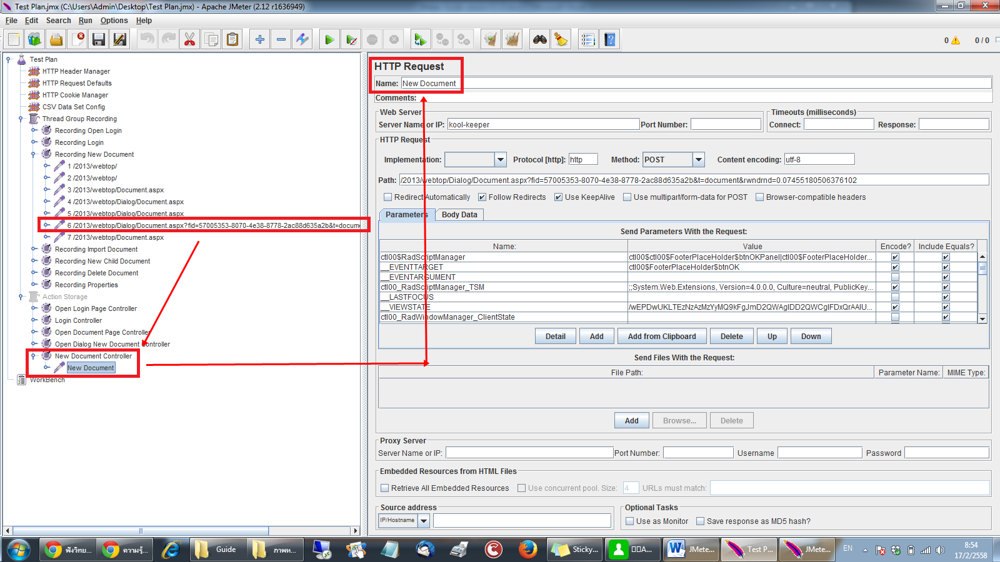 Test Plan.jmx (C:\Users\Admin\Desktop\Test Plan.jmx) - Apache JMeter (2.12 r1636949)
File Edit Search Run Options Help
0
0 / 0
Test Plan
HTTP Header Manager
HTTP Request Defaults
HTTP Cookie Manager
CSV Data Set Config
Thread Group Recording
Recording Open Login
Recording Login
Recording New Document
1 /2013/webtop/
2 /2013/webtop/
3 /2013/webtop/Document.aspx
4 /2013/webtop/Dialog/Document.aspx
5 /2013/webtop/Dialog/Document.aspx
6 /2013/webtop/Dialog/Document.aspx?fid=57005353-8070-4e38-8778-2ac88d635a2b&t=docume
7 /2013/webtop/Document.aspx
Recording Import Document
Recording New Child Document
Recording Delete Document
Recording Properties
Action Storage
Open Login Page Controller
Login Controller
Open Document Page Controller
Open Dialog New Document Controller
New Document Controller
New Document
WorkBench
HTTP Request
Name: New Document
Comments:
Web Server
Server Name or IP: kool-keeper Port Number:
Timeouts (milliseconds)
Connect: Response:
HTTP Request
Implementation: Protocol [http]: http Method: POST Content encoding: utf-8
Path: /2013/webtop/Dialog/Document.aspx?fid=57005353-8070-4e38-8778-2ac88d635a2b&t=document&rwndrnd=0.07455180506376102
Redirect Automatically Follow Redirects Use KeepAlive Use multipart/form-data for POST Browser-compatible headers
Parameters Body Data
Send Parameters With the Request:
Name: Value Encode? Include Equals?
ctl00$RadScriptManager ctl00$ctl00$FooterPlaceHolder$btnOKPanel|ctl00$FooterPlaceHolder...
__EVENTTARGET ctl00$FooterPlaceHolder$btnOK
__EVENTARGUMENT
ctl00_RadScriptManager_TSM ;;System.Web.Extensions, Version=4.0.0.0, Culture=neutral, PublicKey...
__LASTFOCUS
__VIEWSTATE /wEPDwUKLTEzNzAzMzYyMQ9kFgJmD2QWAgIDD2QWCgIFDxQrAAIU...
ctl00_RadWindowManager_ClientState
Detail Add Add from Clipboard Delete Up Down
Send Files With the Request:
File Path: Parameter Name: MIME Type:
Add Browse... Delete
Proxy Server
Server Name or IP: Port Number: Username Password
Embedded Resources from HTML Files
Retrieve All Embedded Resources Use concurrent pool. Size: 4 URLs must match:
Source address
IP/Hostname
Optional Tasks
Use as Monitor Save response as MD5 hash?
ฟังวิทย... ความรู้... Guide ภาพห... Sticky... A... JMete... Test P... JMete... EN
8:54
17/2/2558